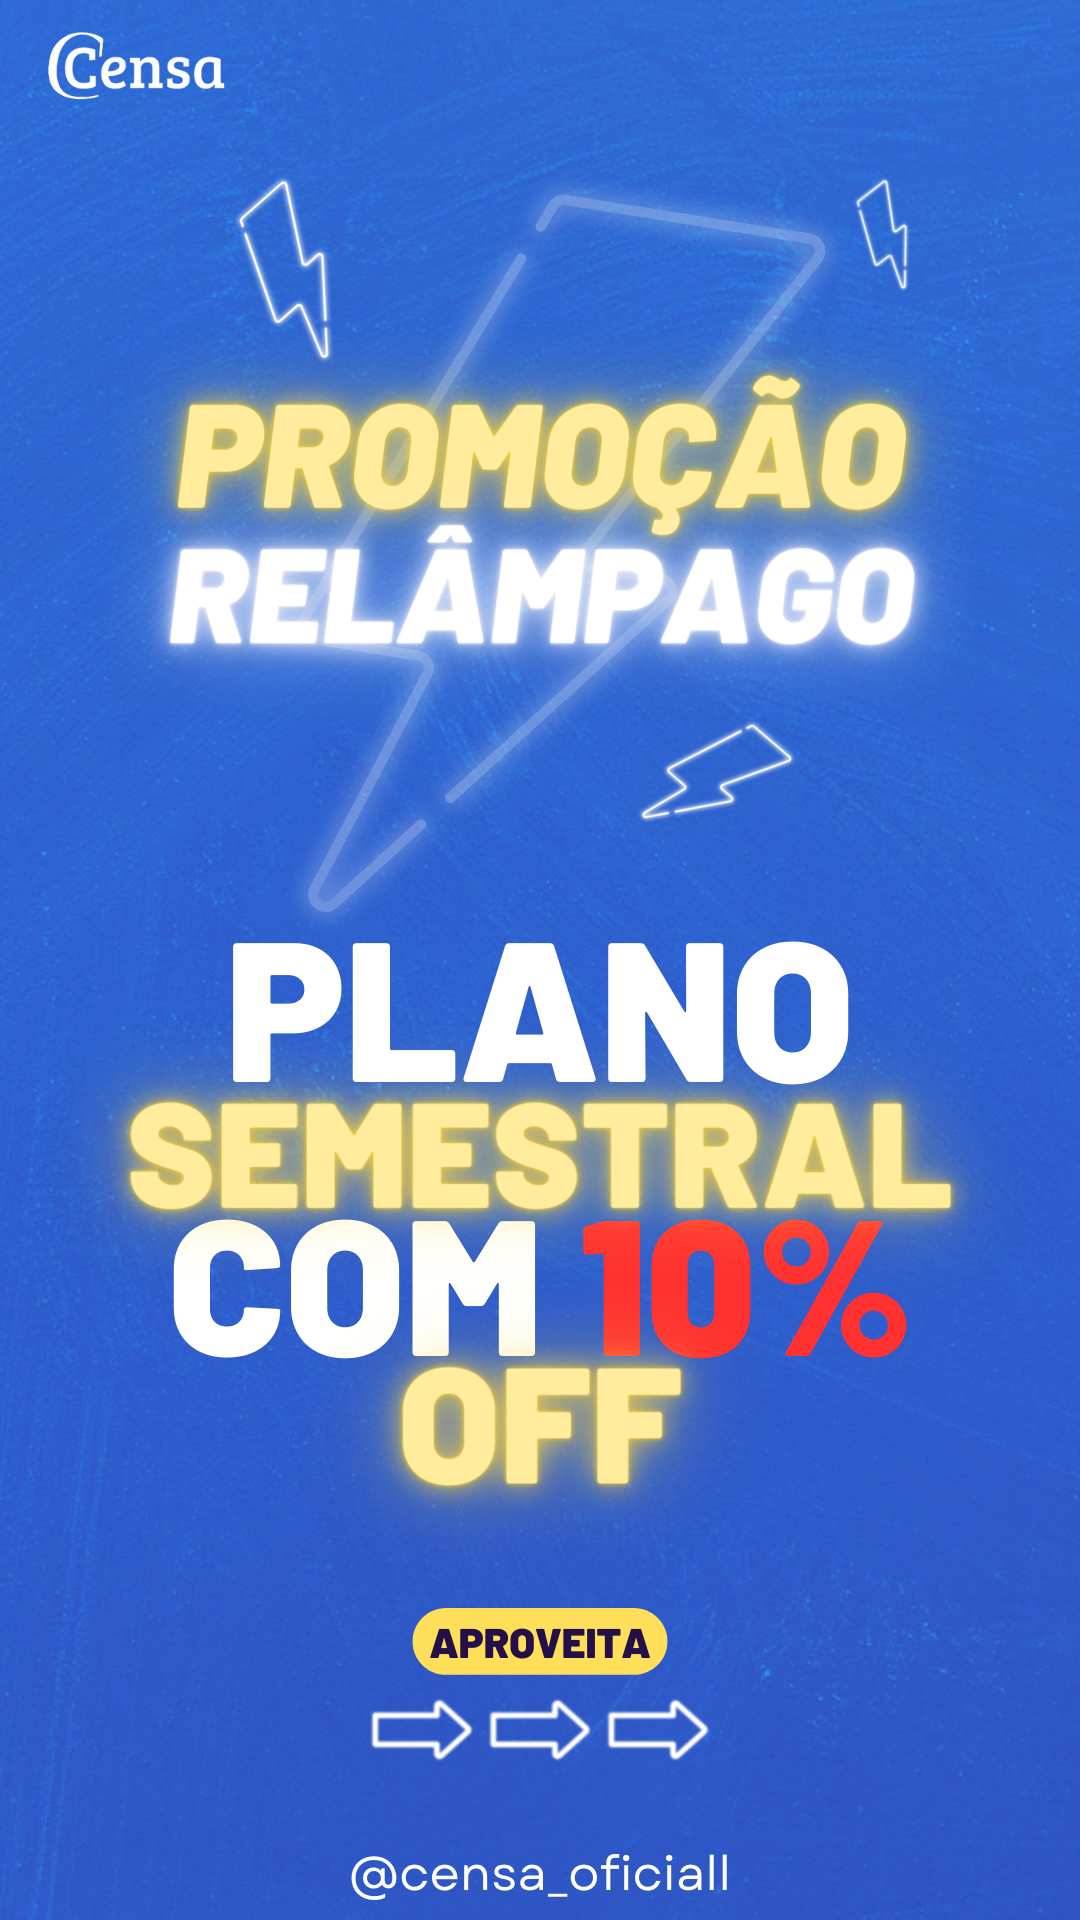 Censa
PROMOÇÃO
RELÂMPAGO
PLANO
SEMESTRAL
COM 10%
OFF
APROVEITA
@censa_oficiall